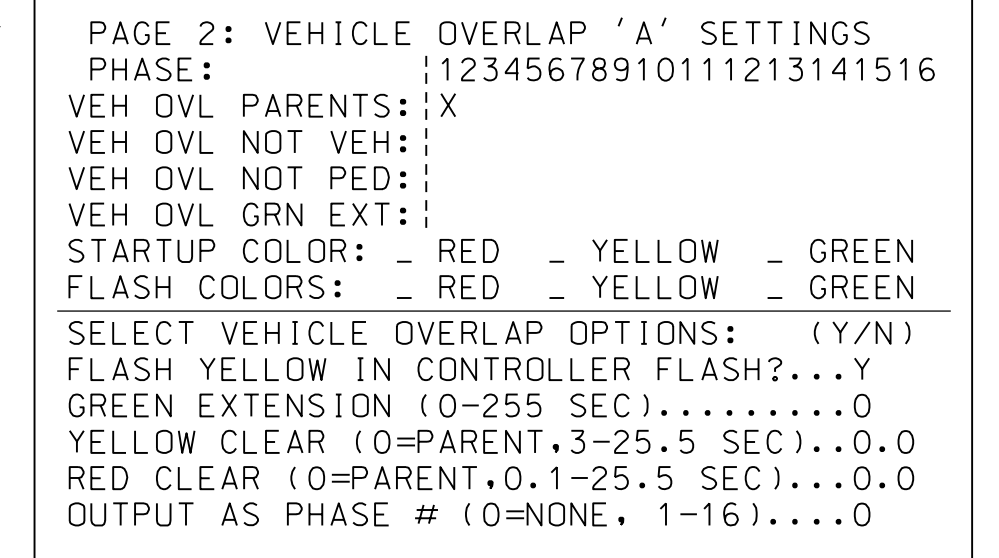 PAGE 2: VEHICLE OVERLAP 'A' SETTINGS
PHASE: ¦12345678910111213141516
VEH OVL PARENTS:¦X
VEH OVL NOT VEH:¦
VEH OVL NOT PED:¦
VEH OVL GRN EXT:¦
STARTUP COLOR: _ RED _ YELLOW _ GREEN
FLASH COLORS: _ RED _ YELLOW _ GREEN
SELECT VEHICLE OVERLAP OPTIONS: (Y/N)
FLASH YELLOW IN CONTROLLER FLASH?...Y
GREEN EXTENSION (0-255 SEC).........0
YELLOW CLEAR (0=PARENT,3-25.5 SEC)..0.0
RED CLEAR (0=PARENT,0.1-25.5 SEC)...0.0
OUTPUT AS PHASE # (0=NONE, 1-16)....0